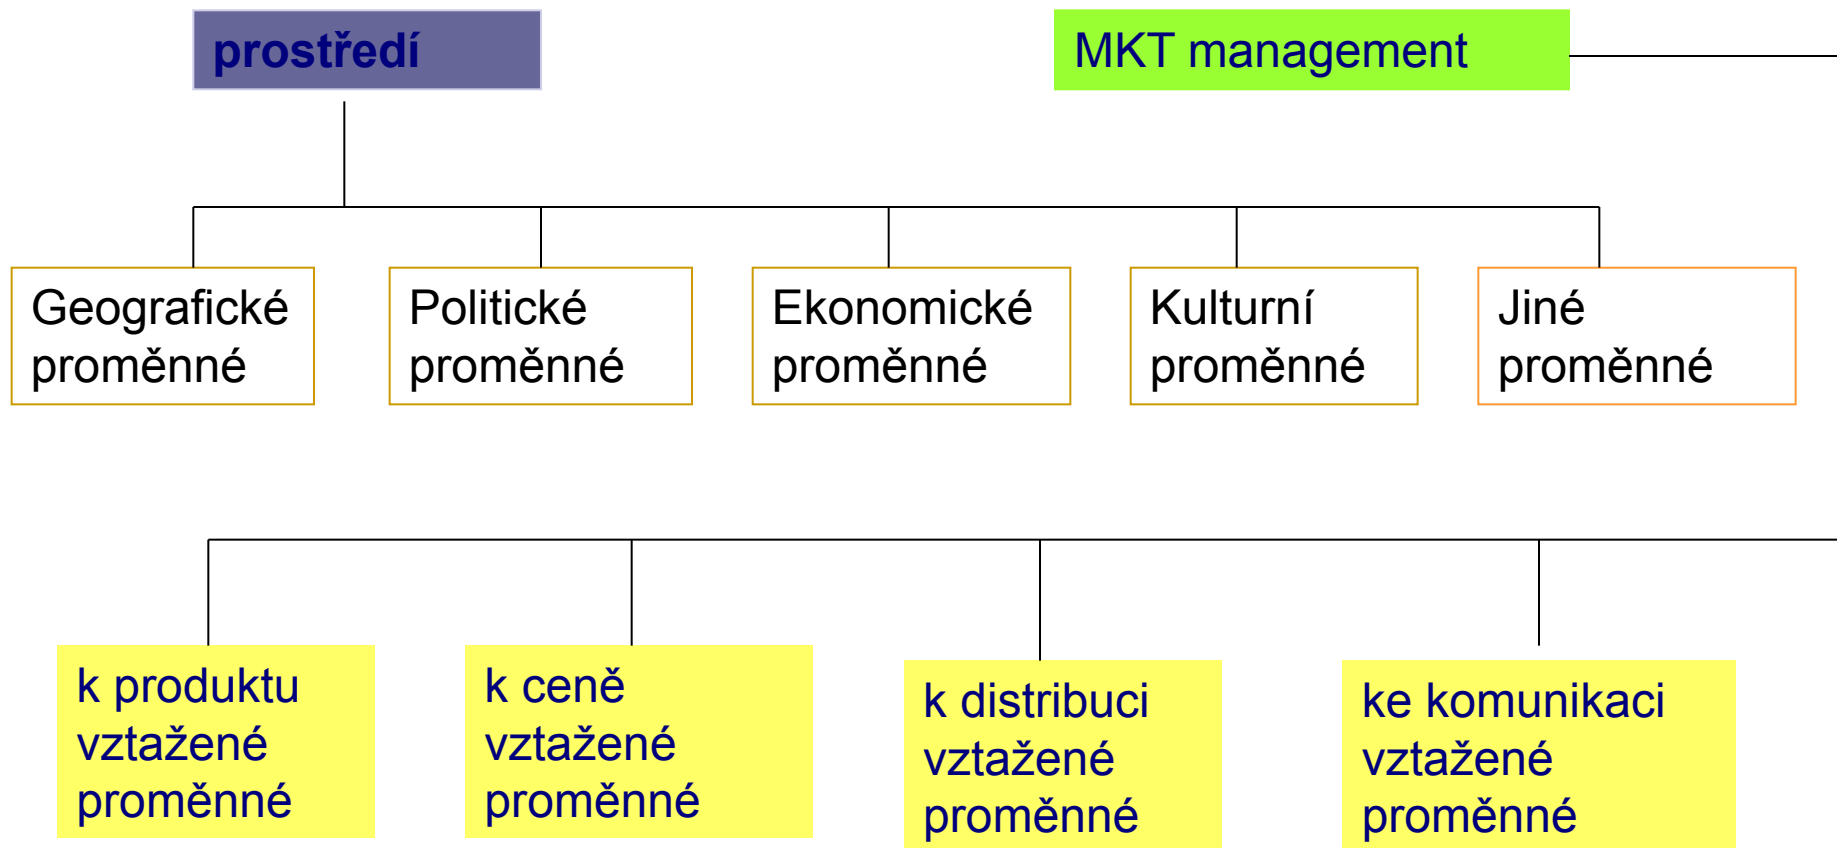 prostředí
MKT management
Geografické
proměnné
Politické
proměnné
Ekonomické
proměnné
Kulturní
proměnné
Jiné
proměnné
k produktu
vztažené
proměnné
k ceně
vztažené
proměnné
k distribuci
vztažené
proměnné
ke komunikaci
vztažené
proměnné